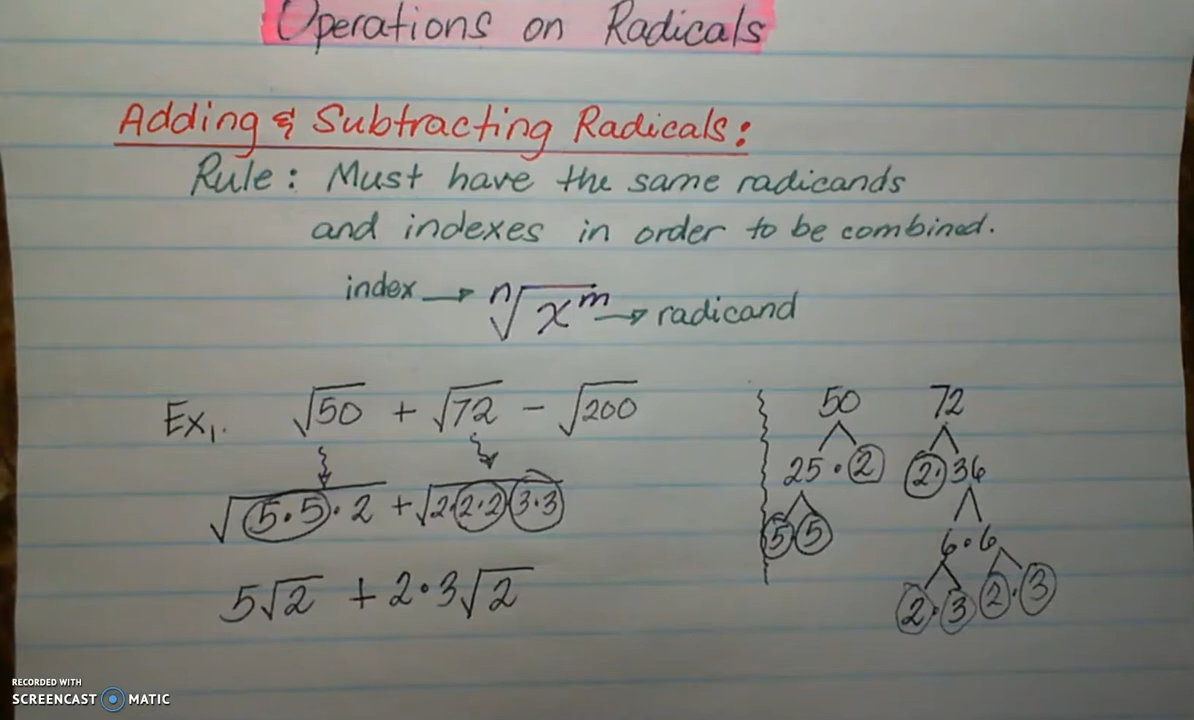 Operations on Radicals
Adding & Subtracting Radicals:
Rule: Must have the same radicands
and indexes in order to be combined.
index → ⁿ√xᵐ → radicand
Ex1. √50 + √72 - √200
√5·5·2 + √2·2·2·3·3
5√2 + 2·3√2
50 72
25·2 2·36
5 5 6·6
2·3 2·3
RECORDED WITH
SCREENCAST MATIC